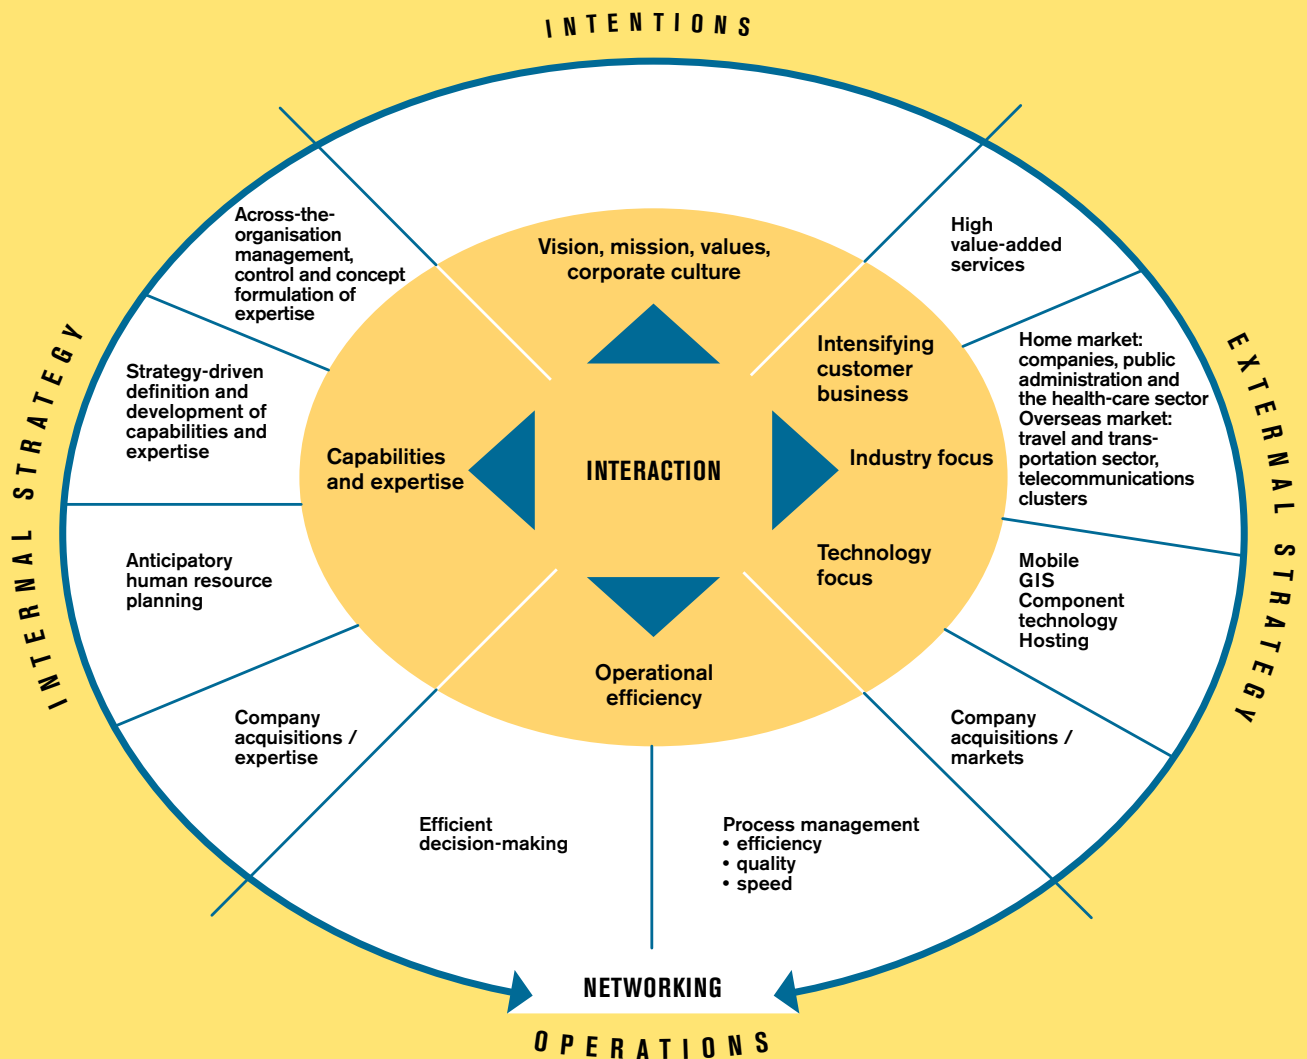 INTENTIONS
INTERNAL STRATEGY
EXTERNAL STRATEGY
Across-the-
organisation
management,
control and concept
formulation of
expertise
Strategy-driven
definition and
development of
capabilities and
expertise
Anticipatory
human resource
planning
Company
acquisitions /
expertise
Vision, mission, values,
corporate culture
Capabilities
and expertise
INTERACTION
Intensifying
customer
business
Industry focus
Technology
focus
Operational
efficiency
High
value-added
services
Home market:
companies, public
administration and
the health-care sector
Overseas market:
travel and trans-
portation sector,
telecommunications
clusters
Mobile
GIS
Component
technology
Hosting
Company
acquisitions /
markets
Efficient
decision-making
Process management
• efficiency
• quality
• speed
NETWORKING
OPERATIONS